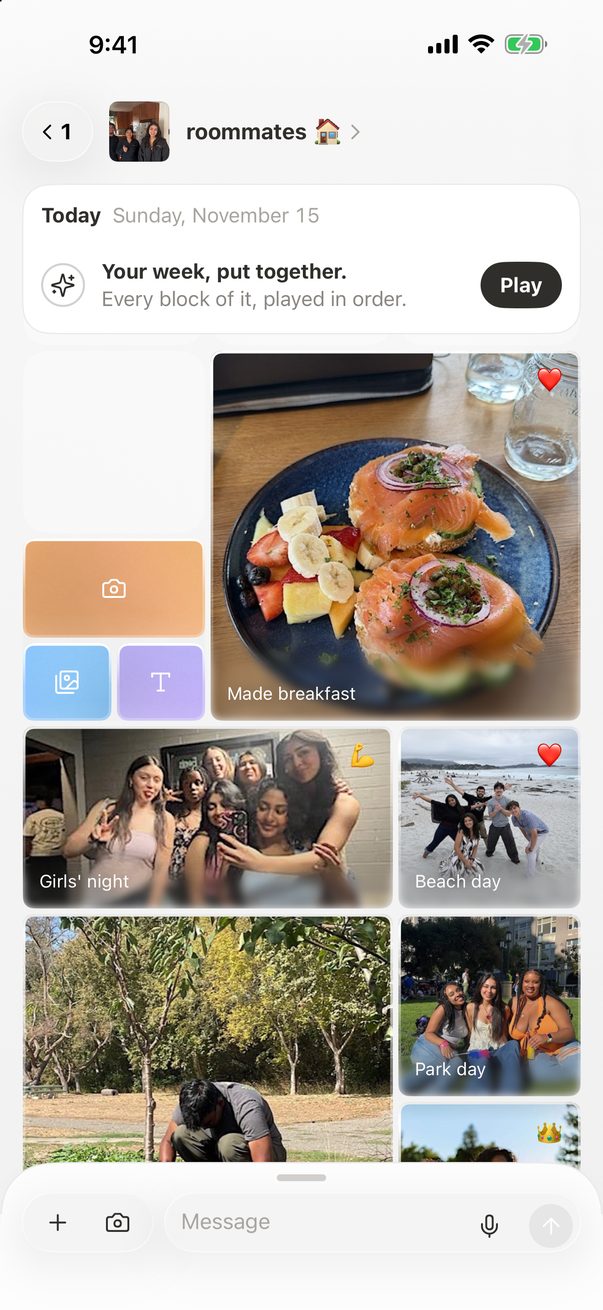 9:41
1
roommates 🏠
Today Sunday, November 15
Your week, put together.
Every block of it, played in order.
Play
Made breakfast
Girls' night
Beach day
Park day
Message